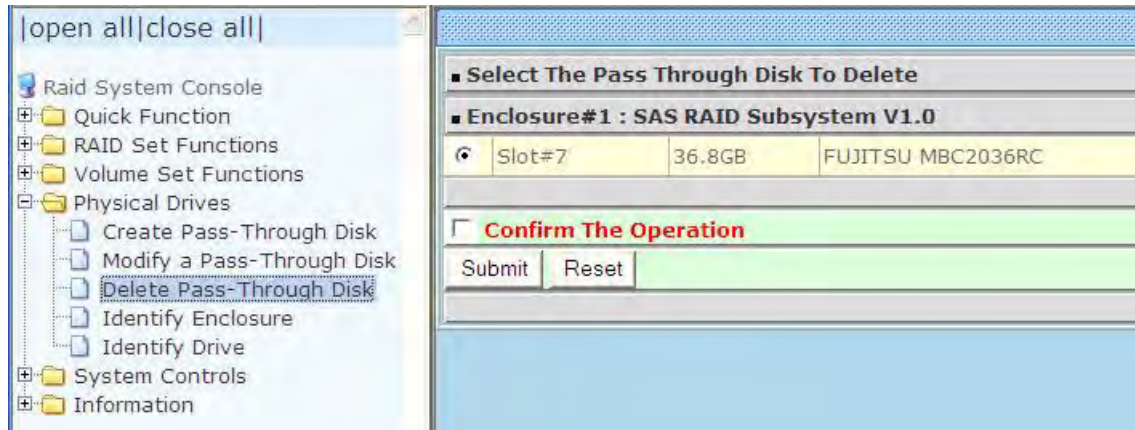 |open all|close all|
Raid System Console
Quick Function
RAID Set Functions
Volume Set Functions
Physical Drives
Create Pass-Through Disk
Modify a Pass-Through Disk
Delete Pass-Through Disk
Identify Enclosure
Identify Drive
System Controls
Information
Select The Pass Through Disk To Delete
Enclosure#1 : SAS RAID Subsystem V1.0
Slot#7 36.8GB FUJITSU MBC2036RC
Confirm The Operation
Submit Reset